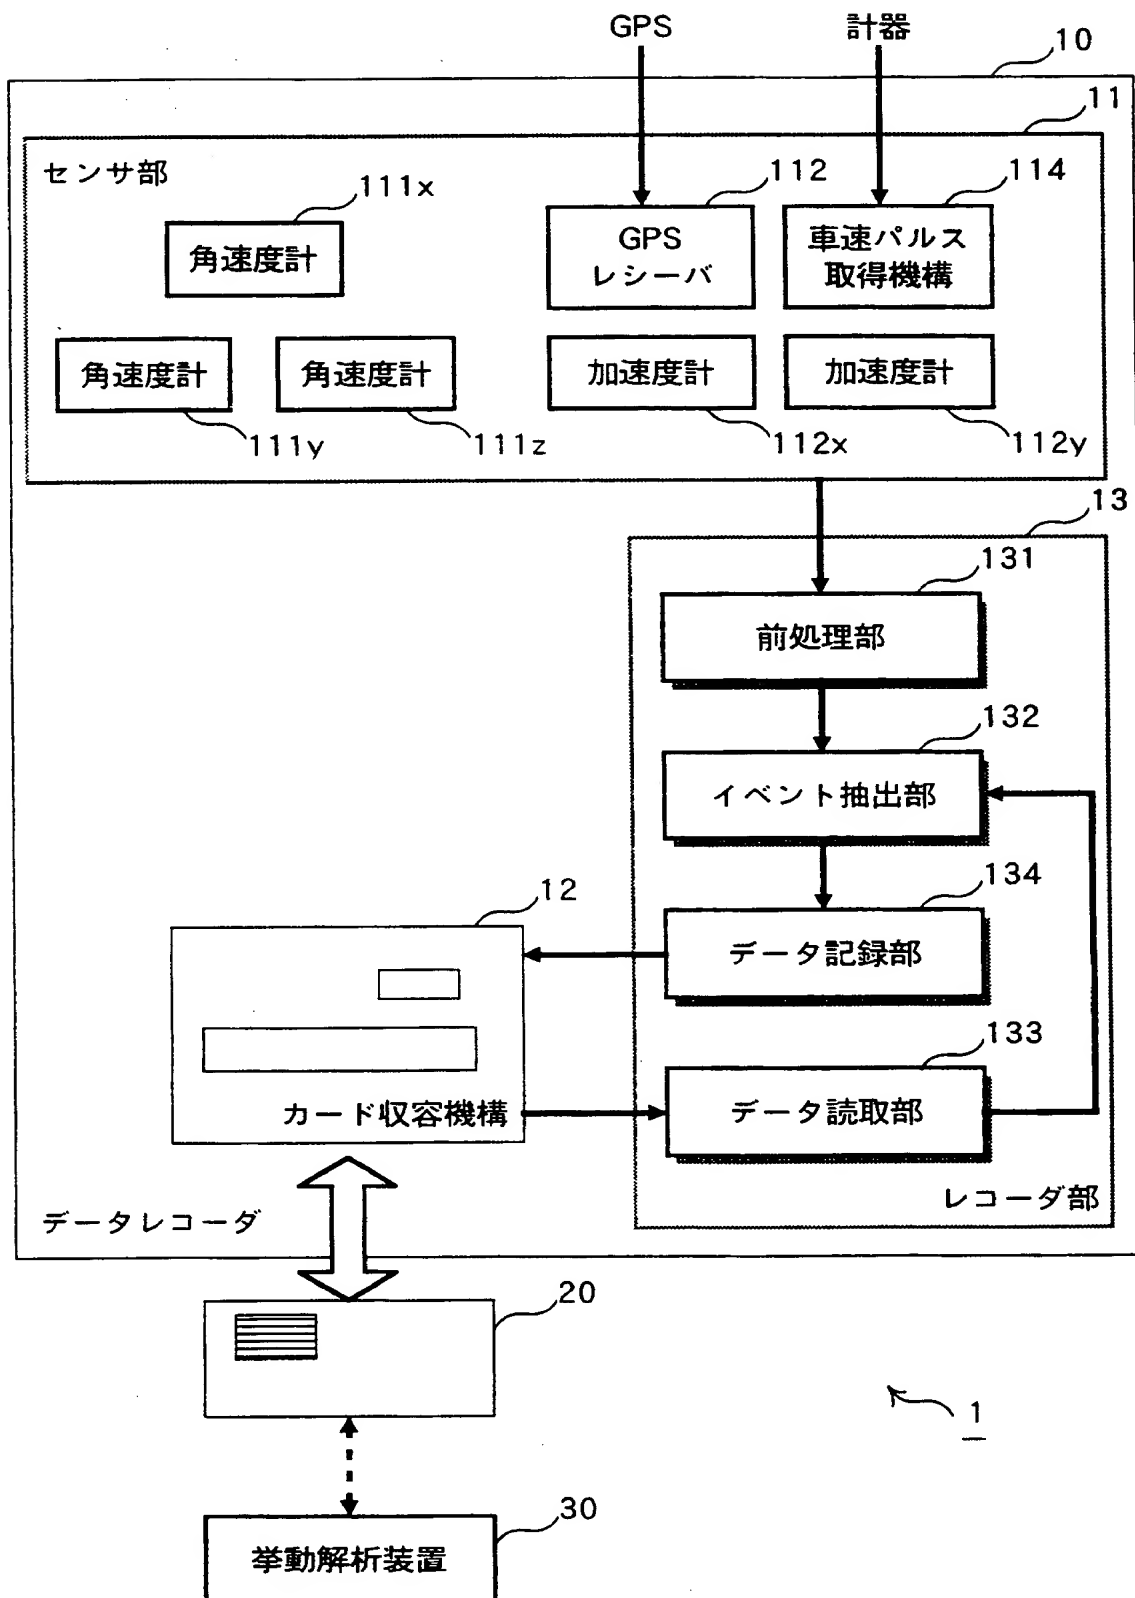 GPS
計器
10
11
センサ部
111x
112
114
角速度計
GPS
レシーバ
車速パルス
取得機構
角速度計
角速度計
加速度計
加速度計
111y
111z
112x
112y
13
131
前処理部
132
イベント抽出部
134
12
データ記録部
133
カード収容機構
データ読取部
レコーダ部
データレコーダ
20
1
30
挙動解析装置